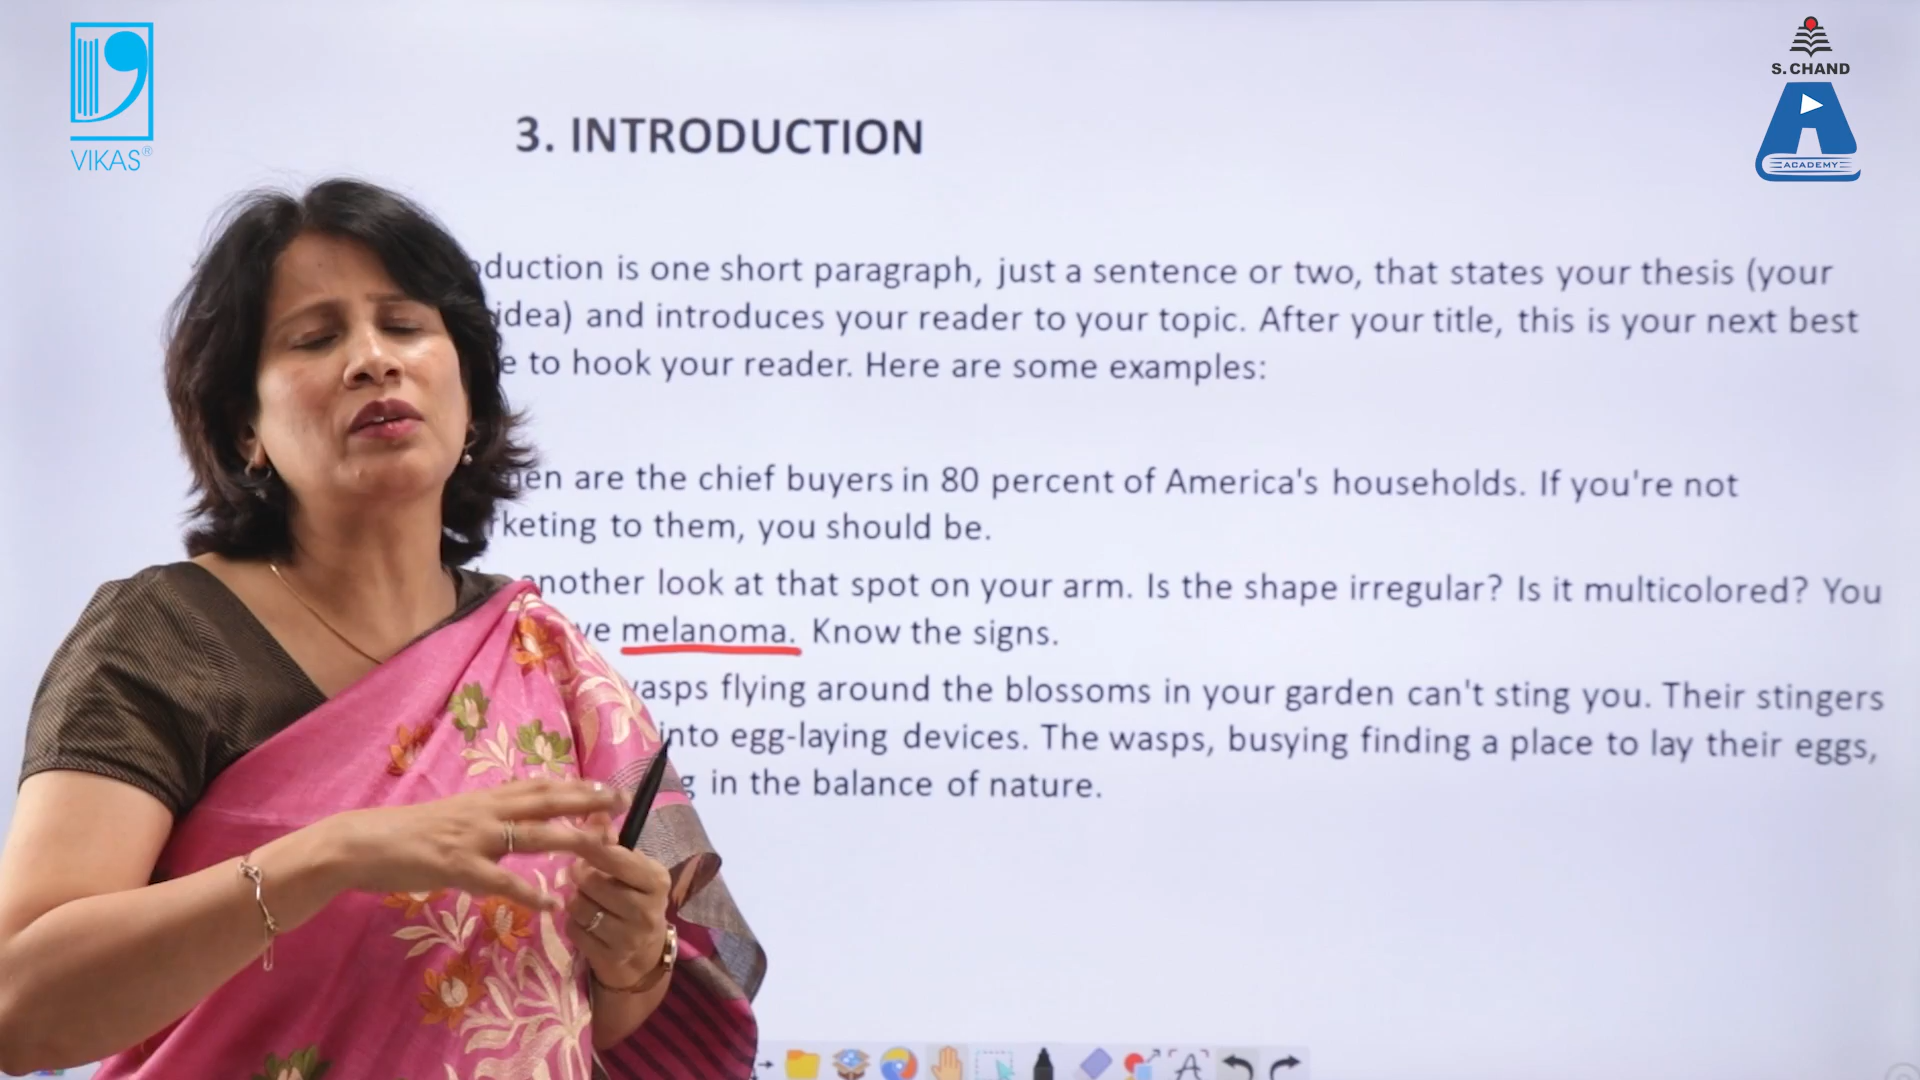 VIKAS®
S. CHAND
ACADEMY
3. INTRODUCTION
is one short paragraph, just a sentence or two, that states your thesis (your
idea) and introduces your reader to your topic. After your title, this is your next best
to hook your reader. Here are some examples:
are the chief buyers in 80 percent of America's households. If you're not
to them, you should be.
another look at that spot on your arm. Is the shape irregular? Is it multicolored? You
melanoma. Know the signs.
wasps flying around the blossoms in your garden can't sting you. Their stingers
into egg-laying devices. The wasps, busying finding a place to lay their eggs,
in the balance of nature.
A